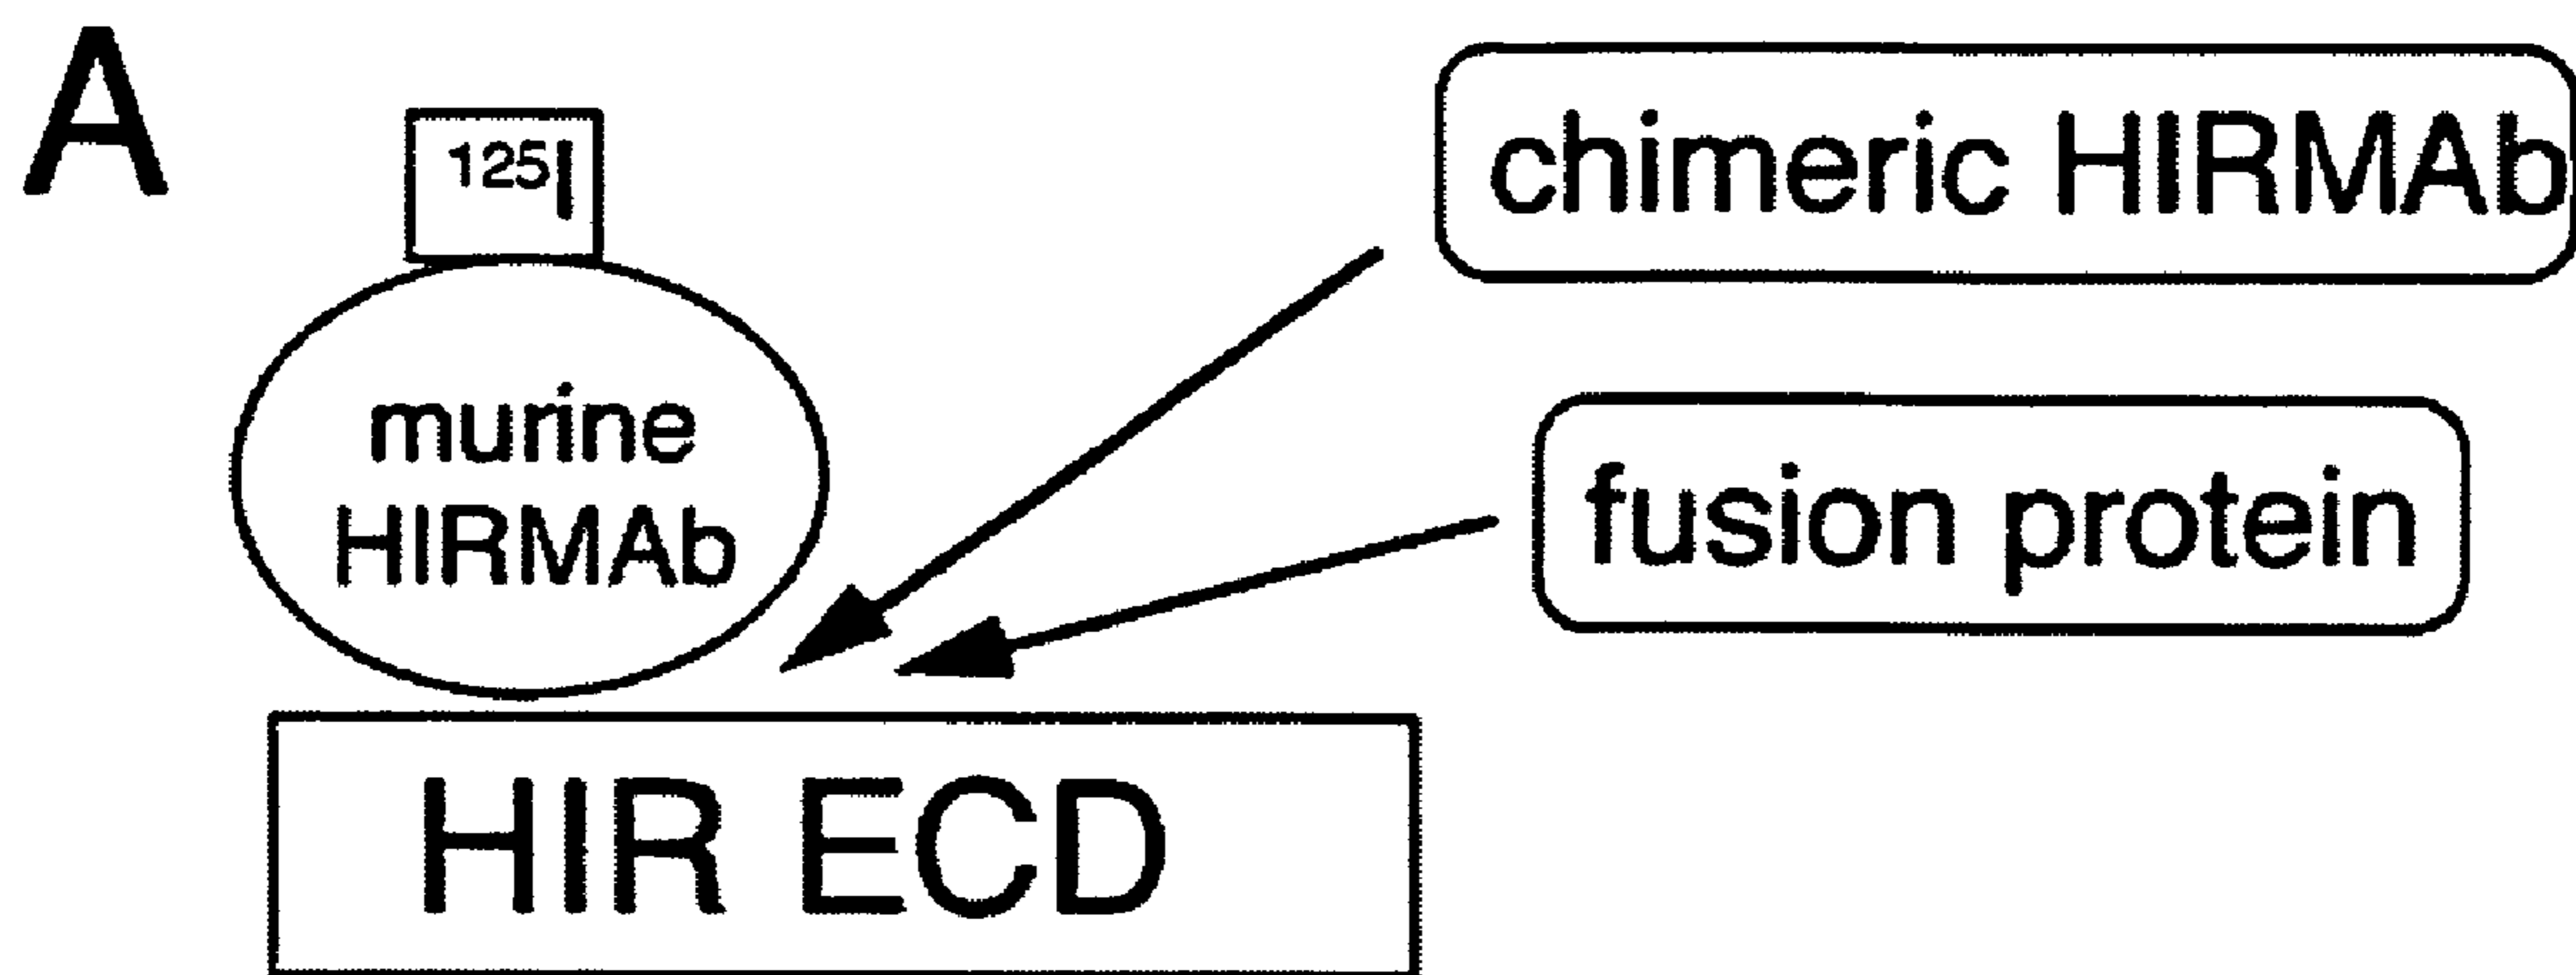 A
125I
chimeric HIRMAb
murine
HIRMAb
fusion protein
HIR ECD